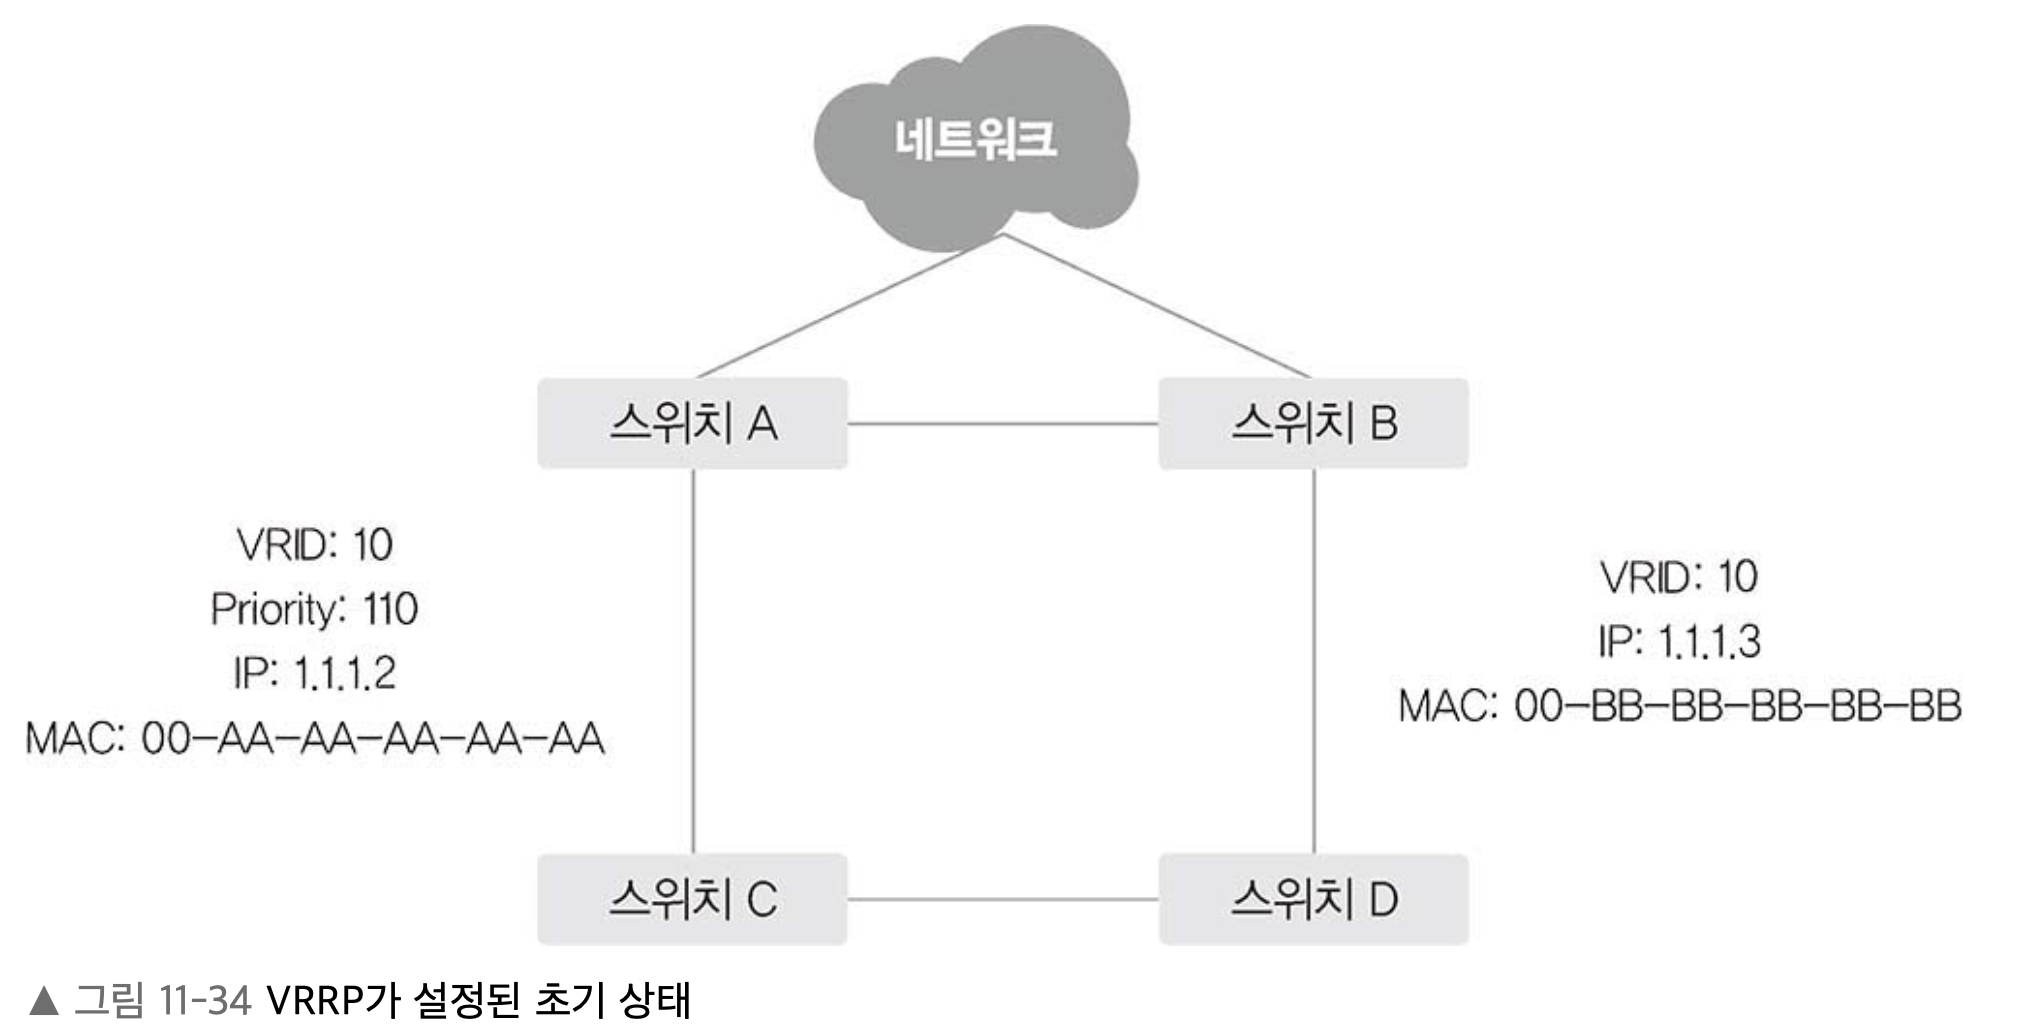 네트워크
스위치 A
스위치 B
VRID: 10
Priority: 110
IP: 1.1.1.2
MAC: 00-AA-AA-AA-AA-AA
VRID: 10
IP: 1.1.1.3
MAC: 00-BB-BB-BB-BB-BB
스위치 C
스위치 D
▲ 그림 11-34 VRRP가 설정된 초기 상태